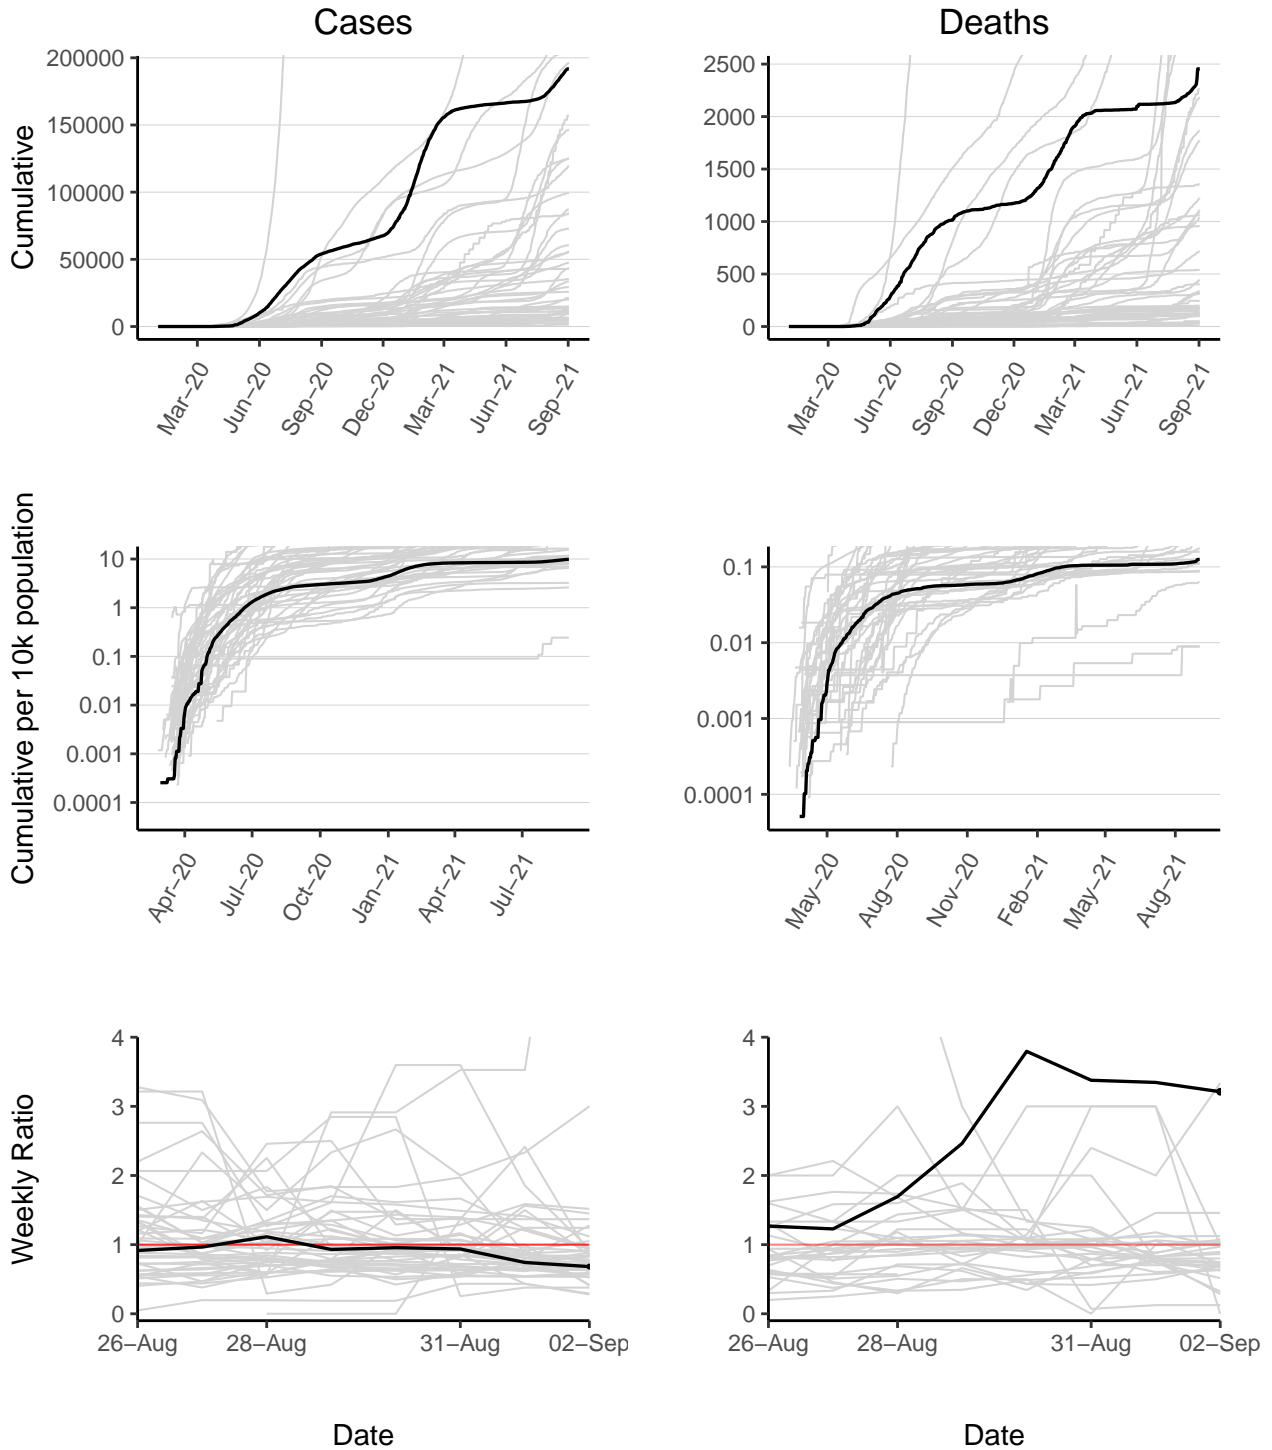 Cases
Deaths
Cumulative
200000
150000
100000
50000
0
Mar–20
Jun–20
Sep–20
Dec–20
Mar–21
Jun–21
Sep–21
2500
2000
1500
1000
500
0
Mar–20
Jun–20
Sep–20
Dec–20
Mar–21
Jun–21
Sep–21
Cumulative per 10k population
10
1
0.1
0.01
0.001
0.0001
Apr–20
Jul–20
Oct–20
Jan–21
Apr–21
Jul–21
0.1
0.01
0.001
0.0001
May–20
Aug–20
Nov–20
Feb–21
May–21
Aug–21
Weekly Ratio
4
3
2
1
0
26–Aug
28–Aug
31–Aug
02–Sep
4
3
2
1
0
26–Aug
28–Aug
31–Aug
02–Sep
Date
Date